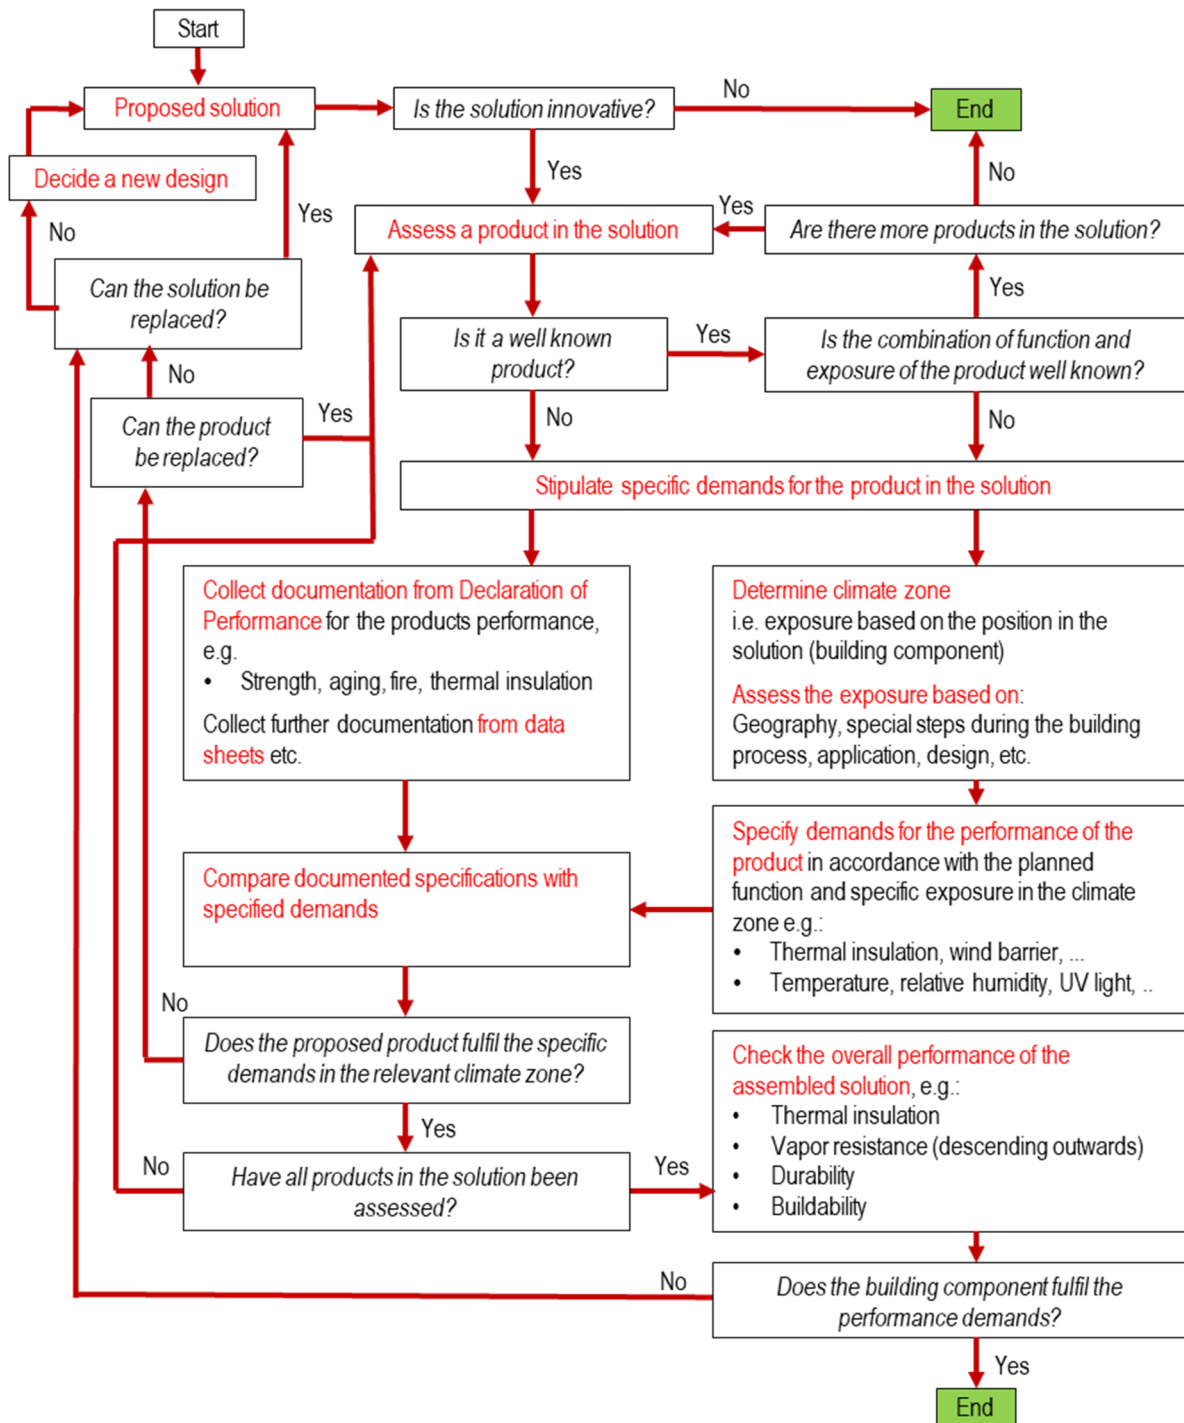 Start
Proposed solution
Is the solution innovative?
No
End
Decide a new design
Yes
No
Yes
Assess a product in the solution
Yes
Are there more products in the solution?
No
Can the solution be
replaced?
Yes
Is it a well known
product?
Yes
Is the combination of function and
exposure of the product well known?
No
Can the product
be replaced?
Yes
No
No
Stipulate specific demands for the product in the solution
Collect documentation from Declaration of
Performance for the products performance,
e.g.
• Strength, aging, fire, thermal insulation
Collect further documentation from data
sheets etc.
Determine climate zone
i.e. exposure based on the position in the
solution (building component)
Assess the exposure based on:
Geography, special steps during the building
process, application, design, etc.
Compare documented specifications with
specified demands
Specify demands for the performance of the
product in accordance with the planned
function and specific exposure in the climate
zone e.g.:
• Thermal insulation, wind barrier, ...
• Temperature, relative humidity, UV light, ..
No
Does the proposed product fulfil the specific
demands in the relevant climate zone?
Yes
No
Have all products in the solution been
assessed?
Yes
Check the overall performance of the
assembled solution, e.g.:
• Thermal insulation
• Vapor resistance (descending outwards)
• Durability
• Buildability
No
Does the building component fulfil the
performance demands?
Yes
End